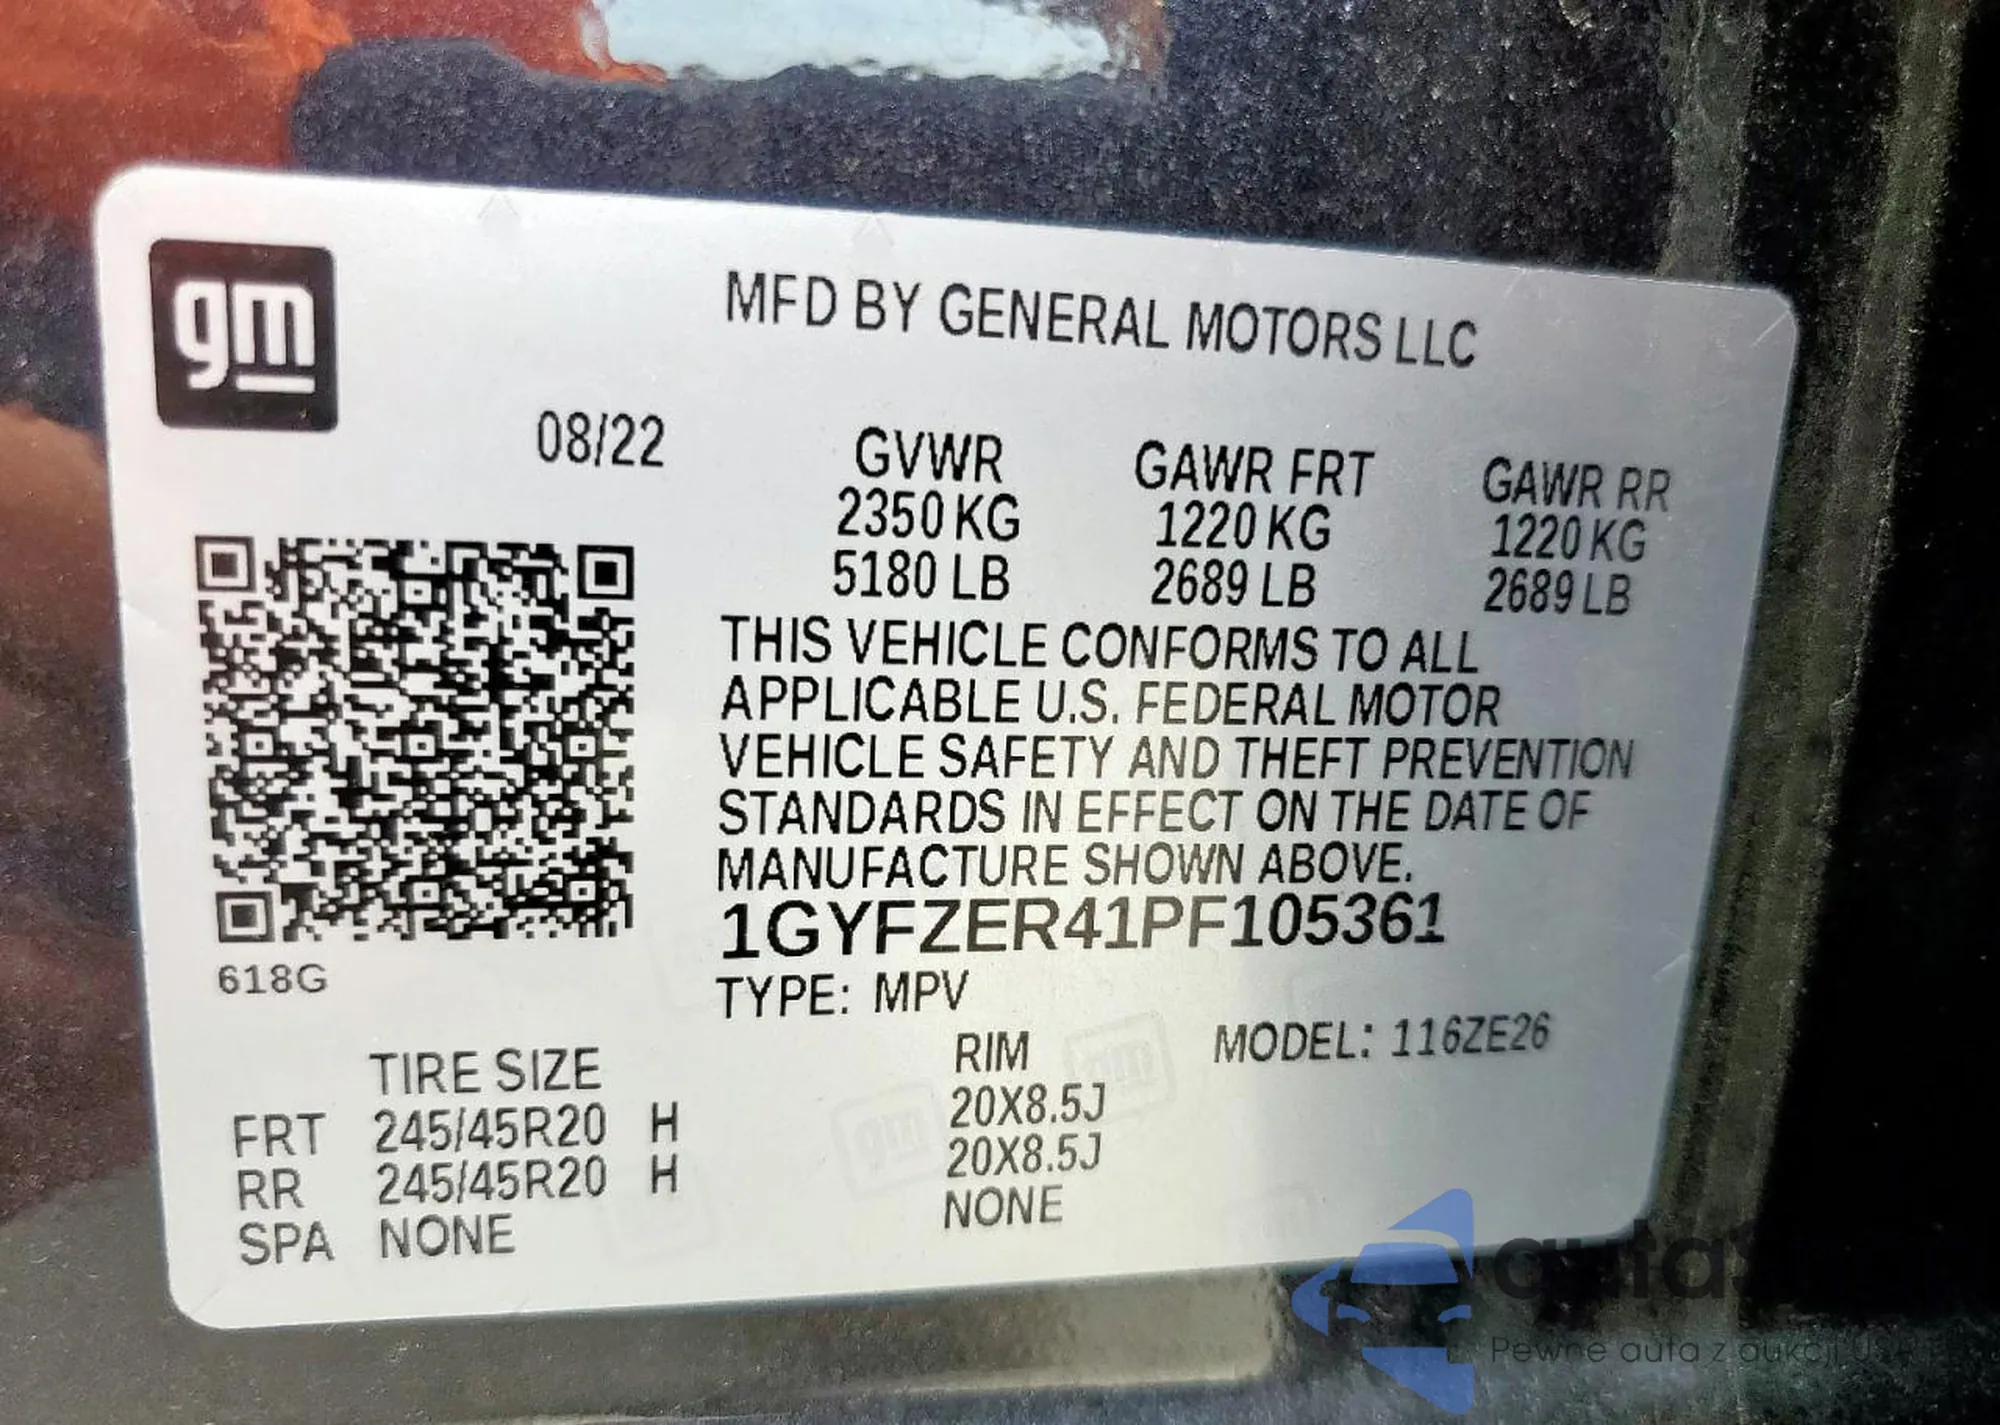 gm
MFD BY GENERAL MOTORS LLC
08/22
GVWR GAWR FRT GAWR RR
2350 KG 1220 KG 1220 KG
5180 LB 2689 LB 2689 LB
THIS VEHICLE CONFORMS TO ALL
APPLICABLE U.S. FEDERAL MOTOR
VEHICLE SAFETY AND THEFT PREVENTION
STANDARDS IN EFFECT ON THE DATE OF
MANUFACTURE SHOWN ABOVE.
1GYFZER41PF105361
618G
TYPE: MPV
MODEL: 116ZE26
TIRE SIZE RIM
FRT 245/45R20 H 20X8.5J
RR 245/45R20 H 20X8.5J
SPA NONE NONE
Pewne auta z aukcji